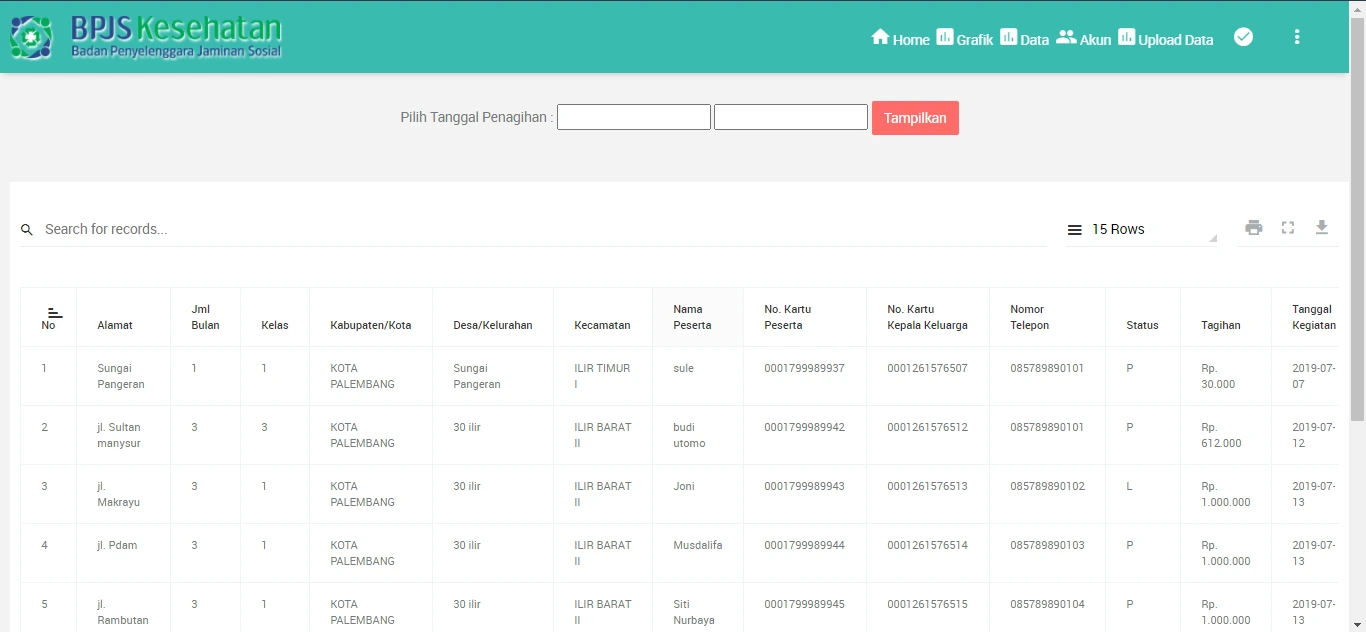 BPJS Kesehatan
Badan Penyelenggara Jaminan Sosial
Home Grafik Data Akun Upload Data
Pilih Tanggal Penagihan : Tampilkan
Search for records...
15 Rows
No Alamat Jml Bulan Kelas Kabupaten/Kota Desa/Kelurahan Kecamatan Nama Peserta No. Kartu Peserta No. Kartu Kepala Keluarga Nomor Telepon Status Tagihan Tanggal Kegiatan
1 Sungai Pangeran 1 1 KOTA PALEMBANG Sungai Pangeran ILIR TIMUR I sule 0001799989937 0001261576507 085789890101 P Rp. 30.000 2019-07-07
2 jl. Sultan manysur 3 3 KOTA PALEMBANG 30 ilir ILIR BARAT II budi utomo 0001799989942 0001261576512 085789890101 P Rp. 612.000 2019-07-12
3 jl. Makrayu 3 1 KOTA PALEMBANG 30 ilir ILIR BARAT II Joni 0001799989943 0001261576513 085789890102 L Rp. 1.000.000 2019-07-13
4 jl. Pdam 3 1 KOTA PALEMBANG 30 ilir ILIR BARAT II Musdalifa 0001799989944 0001261576514 085789890103 P Rp. 1.000.000 2019-07-13
5 jl. Rambutan 3 1 KOTA PALEMBANG 30 ilir ILIR BARAT II Siti Nurbaya 0001799989945 0001261576515 085789890104 P Rp. 1.000.000 2019-07-13